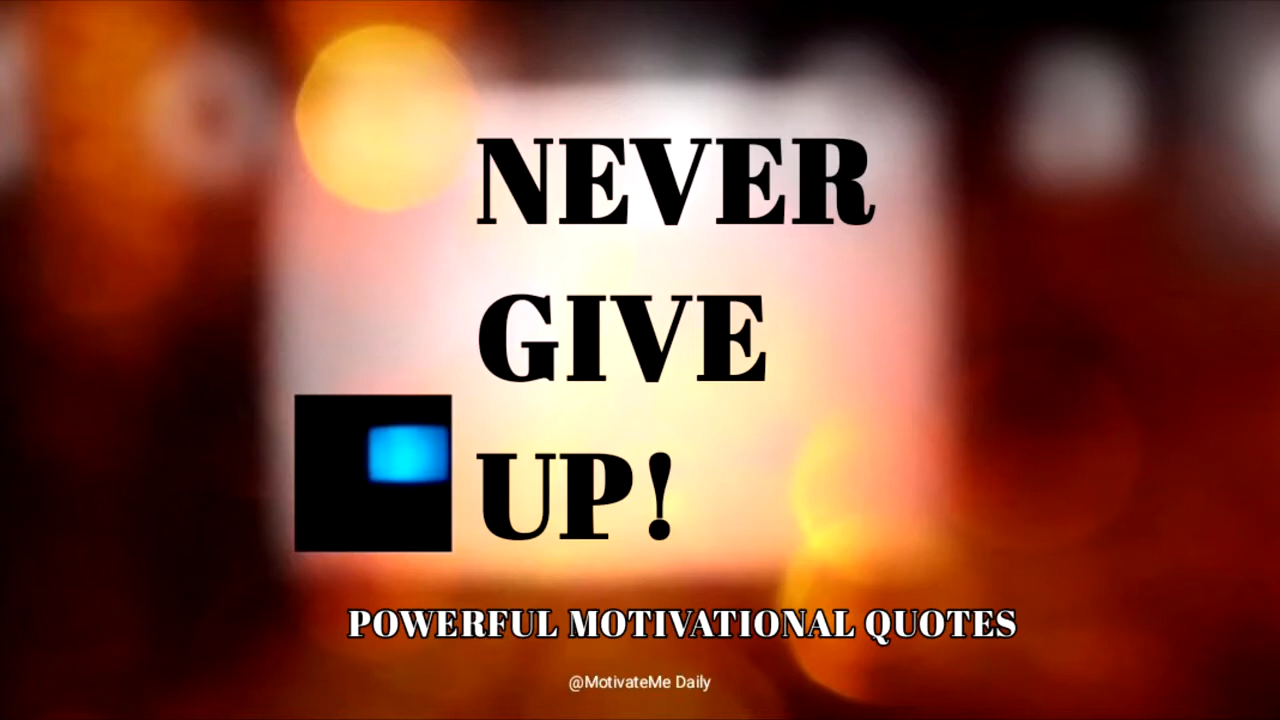 NEVER
GIVE
UP!
POWERFUL MOTIVATIONAL QUOTES
@MotivateMe Daily